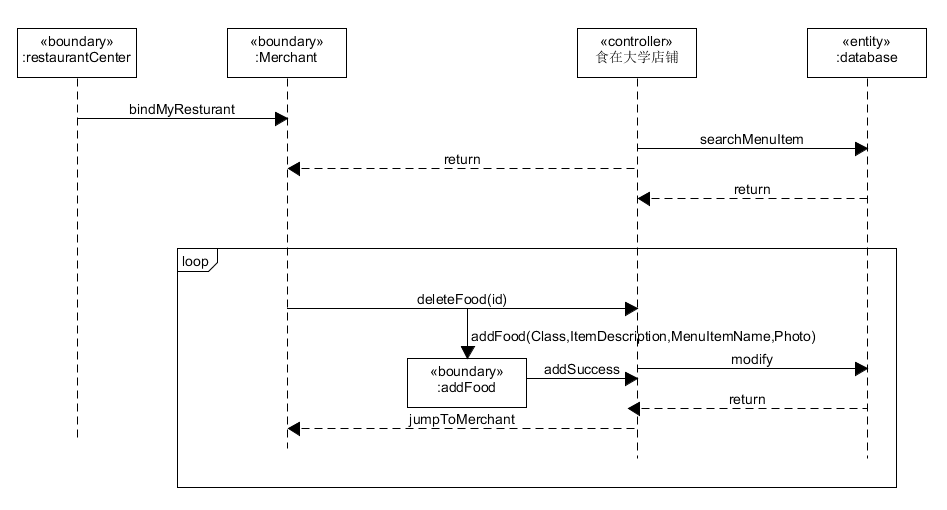 «boundary»
:restaurantCenter
«boundary»
:Merchant
«controller»
食在大学店铺
«entity»
:database
bindMyResturant
searchMenuItem
return
return
loop
deleteFood(id)
addFood(Class,ItemDescription,MenuItemName,Photo)
«boundary»
:addFood
addSuccess
modify
return
jumpToMerchant